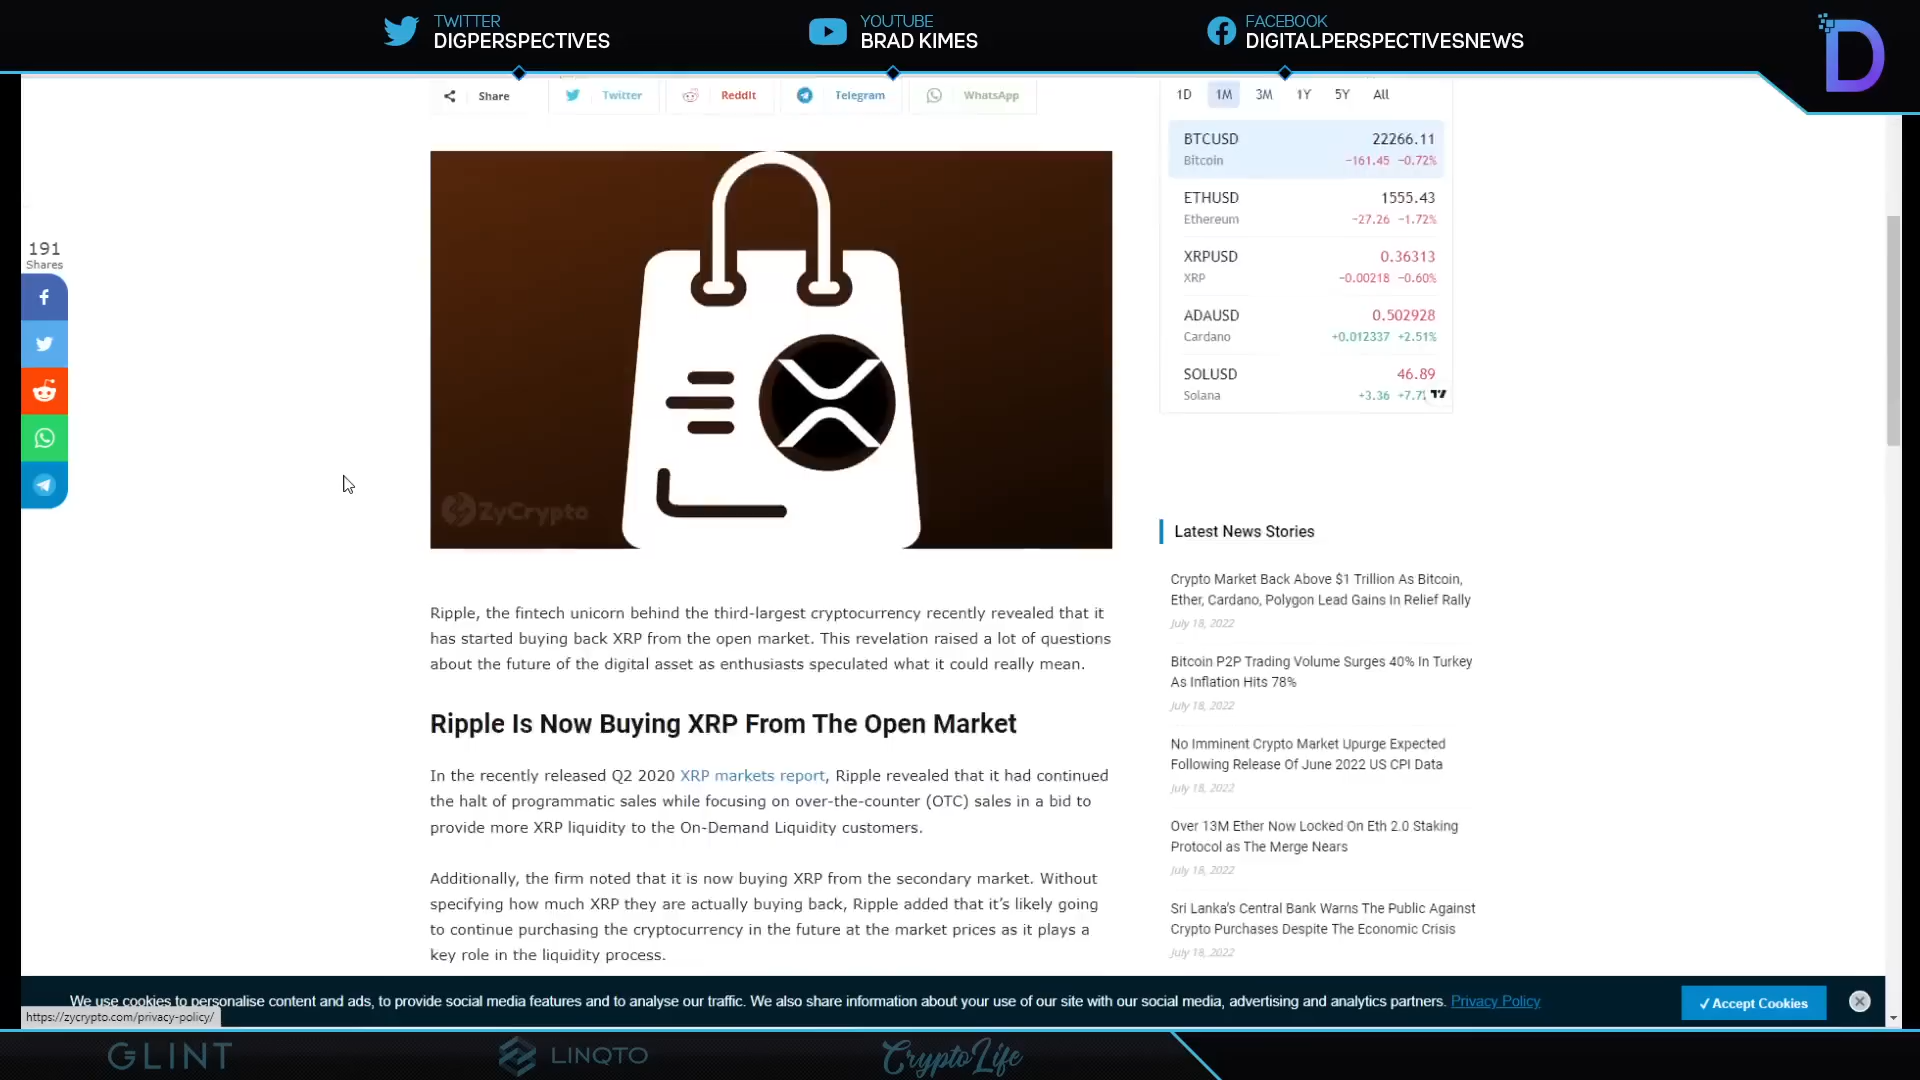 TWITTER
DIGPERSPECTIVES
YOUTUBE
BRAD KIMES
FACEBOOK
DIGITALPERSPECTIVESNEWS
D
Share
Twitter
ReddIt
Telegram
WhatsApp
1D 1M 3M 1Y 5Y All
BTCUSD 22266.11
Bitcoin −161.45 −0.72%
ETHUSD 1555.43
Ethereum −27.26 −1.72%
XRPUSD 0.36313
XRP −0.00218 −0.60%
ADAUSD 0.502928
Cardano +0.012337 +2.51%
SOLUSD 46.89
Solana +3.36
191
Shares
ZyCrypto
Ripple, the fintech unicorn behind the third-largest cryptocurrency recently revealed that it
has started buying back XRP from the open market. This revelation raised a lot of questions
about the future of the digital asset as enthusiasts speculated what it could really mean.
Ripple Is Now Buying XRP From The Open Market
In the recently released Q2 2020 XRP markets report, Ripple revealed that it had continued
the halt of programmatic sales while focusing on over-the-counter (OTC) sales in a bid to
provide more XRP liquidity to the On-Demand Liquidity customers.
Additionally, the firm noted that it is now buying XRP from the secondary market. Without
specifying how much XRP they are actually buying back, Ripple added that it’s likely going
to continue purchasing the cryptocurrency in the future at the market prices as it plays a
key role in the liquidity process.
Latest News Stories
Crypto Market Back Above $1 Trillion As Bitcoin,
Ether, Cardano, Polygon Lead Gains In Relief Rally
July 18, 2022
Bitcoin P2P Trading Volume Surges 40% In Turkey
As Inflation Hits 78%
July 18, 2022
No Imminent Crypto Market Upurge Expected
Following Release Of June 2022 US CPI Data
July 18, 2022
Over 13M Ether Now Locked On Eth 2.0 Staking
Protocol as The Merge Nears
July 18, 2022
Sri Lanka’s Central Bank Warns The Public Against
Crypto Purchases Despite The Economic Crisis
July 18, 2022
We use cookies to personalise content and ads, to provide social media features and to analyse our traffic. We also share information about your use of our site with our social media, advertising and analytics partners. Privacy Policy
✓ Accept Cookies
https://zycrypto.com/privacy-policy/
GLINT
LINQTO
CryptoLife